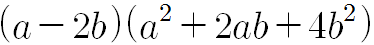 (a − 2b)(a² + 2ab + 4b²)